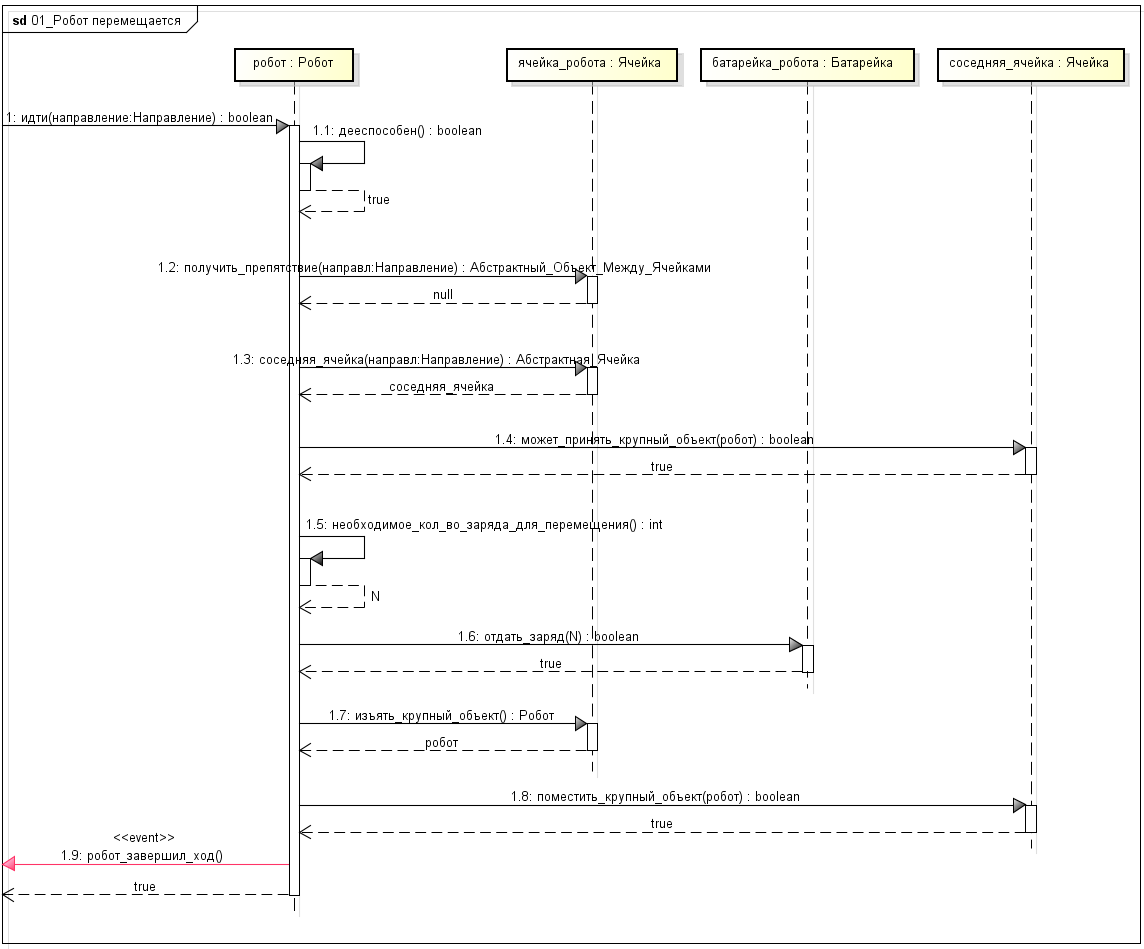 sd 01_Робот перемещается
робот : Робот
ячейка_робота : Ячейка
батарейка_робота : Батарейка
соседняя_ячейка : Ячейка
1: идти(направление:Направление) : boolean
1.1: дееспособен() : boolean
true
1.2: получить_препятствие(направл:Направление) : Абстрактный_Объект_Между_Ячейками
null
1.3: соседняя_ячейка(направл:Направление) : Абстрактная_Ячейка
соседняя_ячейка
1.4: может_принять_крупный_объект(робот) : boolean
true
1.5: необходимое_кол_во_заряда_для_перемещения() : int
N
1.6: отдать_заряд(N) : boolean
true
1.7: изъять_крупный_объект() : Робот
робот
1.8: поместить_крупный_объект(робот) : boolean
true
<<event>>
1.9: робот_завершил_ход()
true